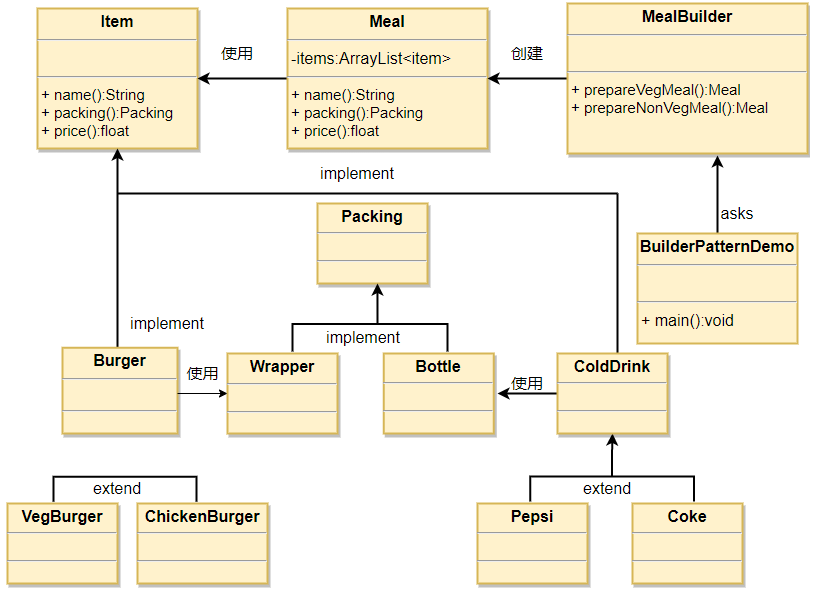 Item
+ name():String
+ packing():Packing
+ price():float
使用
Meal
-items:ArrayList<item>
+ name():String
+ packing():Packing
+ price():float
创建
MealBuilder
+ prepareVegMeal():Meal
+ prepareNonVegMeal():Meal
implement
asks
Packing
BuilderPatternDemo
+ main():void
implement
implement
Burger
使用
Wrapper
Bottle
使用
ColdDrink
extend
extend
VegBurger
ChickenBurger
Pepsi
Coke